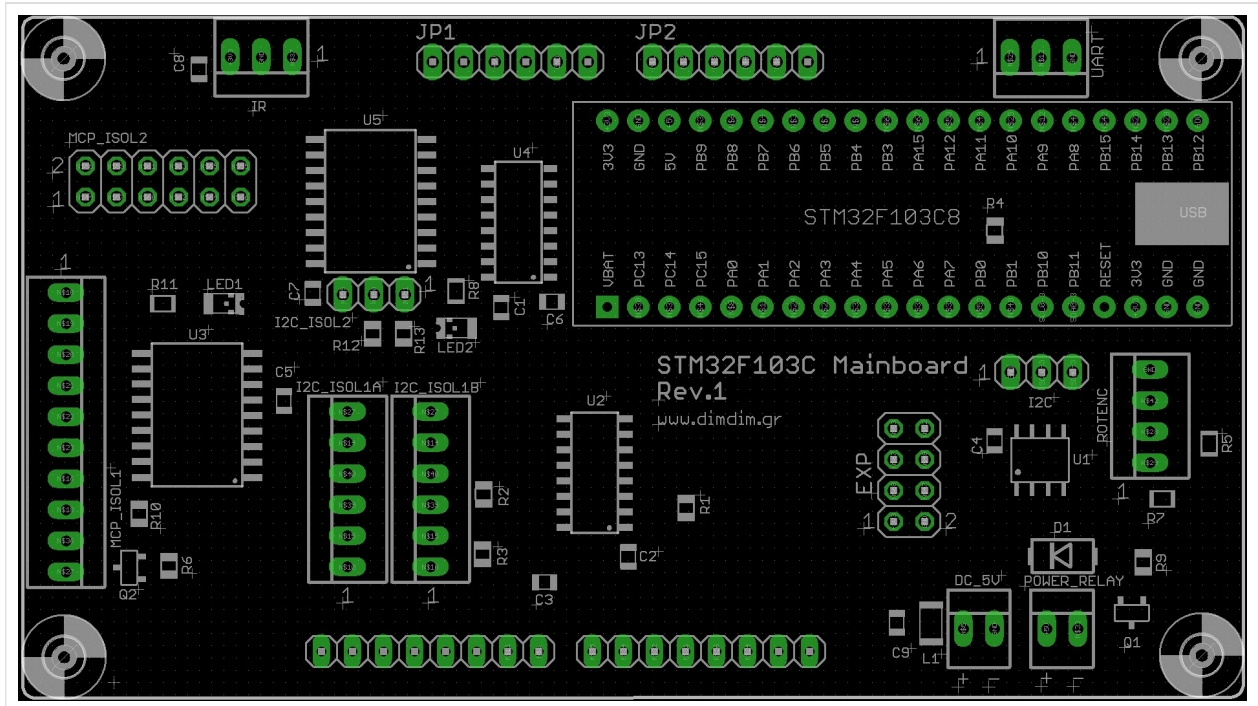 JP1
JP2
C8
1
IR
1
UART
MCP_ISOL2
2
1
U5
U4
3V3
GND
5V
PB9
PB8
PB7
PB6
PB5
PB4
PB3
PA15
PA12
PA11
PA10
PA9
PA8
PB15
PB14
PB13
PB12
STM32F103C8
R4
USB
VBAT
PC13
PC14
PC15
PA0
PA1
PA2
PA3
PA4
PA5
PA6
PA7
PB0
PB1
PB10
PB11
RESET
3V3
GND
GND
1
R11
LED1
C7
1
R8
C1
C6
I2C_ISOL2
R12
R13
LED2
U3
C5
I2C_ISOL1A
I2C_ISOL1B
U2
STM32F103C Mainboard
Rev.1
www.dimdim.gr
1
I2C
ROTENC
R5
C4
U1
EXP
1
2
1
R7
MCP_ISOL1
R10
R2
R1
R3
C2
C3
Q2
R6
1
1
D1
R9
DC_5V
POWER_RELAY
C9
L1
Q1
+
-
+
-